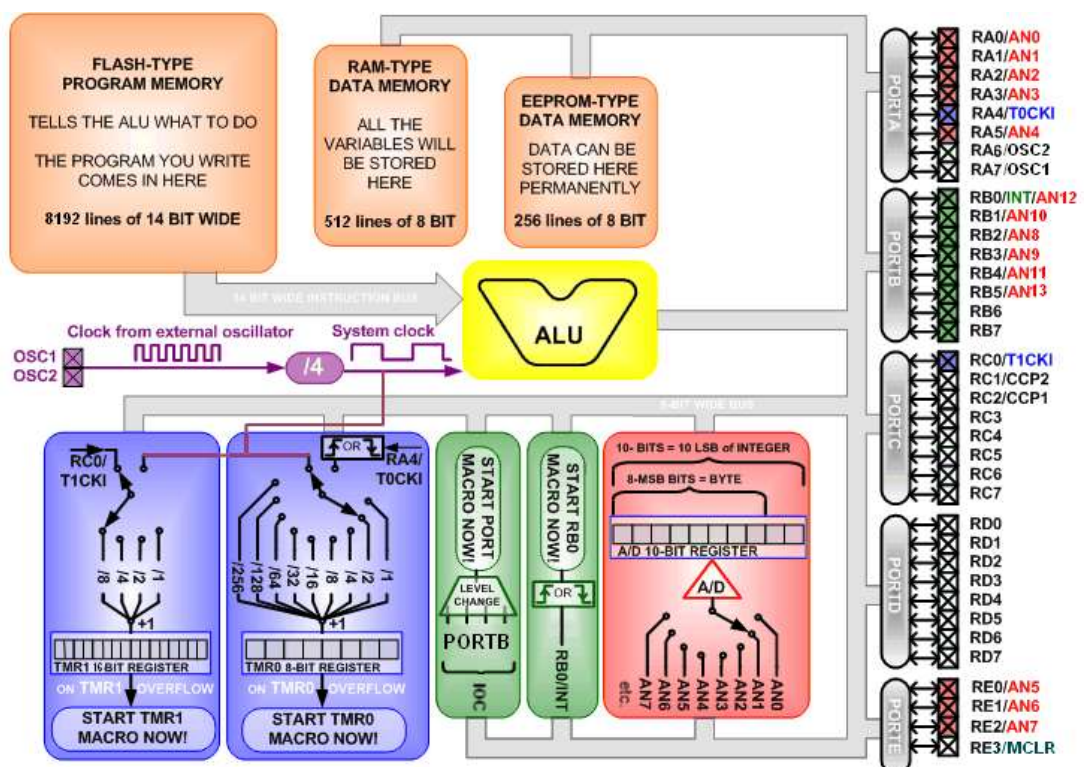 FLASH-TYPE
PROGRAM MEMORY
TELLS THE ALU WHAT TO DO
THE PROGRAM YOU WRITE
COMES IN HERE
8192 lines of 14 BIT WIDE
RAM-TYPE
DATA MEMORY
ALL THE
VARIABLES WILL
BE STORED
HERE
512 lines of 8 BIT
EEPROM-TYPE
DATA MEMORY
DATA CAN BE
STORED HERE
PERMANENTLY
256 lines of 8 BIT
14 BIT WIDE INSTRUCTION BUS
ALU
Clock from external oscillator
System clock
OSC1
OSC2
/4
8-BIT WIDE BUS
RC0/
T1CKI
/8
/4
/2
/1
+1
TMR1 16-BIT REGISTER
ON TMR1 OVERFLOW
START TMR1
MACRO NOW!
OR
RA4/
T0CKI
/256
/128
/64
/32
/16
/8
/4
/2
/1
+1
TMR0 8-BIT REGISTER
ON TMR0 OVERFLOW
START TMR0
MACRO NOW!
START PORT
MACRO NOW!
LEVEL
CHANGE
PORTB
IOC
START RB0
MACRO NOW!
OR
RB0/INT
10- BITS = 10 LSB of INTEGER
8-MSB BITS = BYTE
A/D 10-BIT REGISTER
A/D
etc.
AN7
AN6
AN5
AN4
AN3
AN2
AN1
AN0
PORTA
RA0/AN0
RA1/AN1
RA2/AN2
RA3/AN3
RA4/T0CKI
RA5/AN4
RA6/OSC2
RA7/OSC1
PORTB
RB0/INT/AN12
RB1/AN10
RB2/AN8
RB3/AN9
RB4/AN11
RB5/AN13
RB6
RB7
PORTC
RC0/T1CKI
RC1/CCP2
RC2/CCP1
RC3
RC4
RC5
RC6
RC7
PORTD
RD0
RD1
RD2
RD3
RD4
RD5
RD6
RD7
PORTE
RE0/AN5
RE1/AN6
RE2/AN7
RE3/MCLR